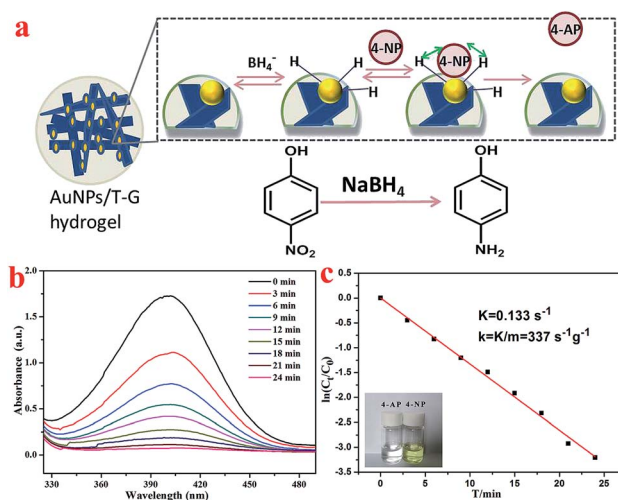 a
BH₄⁻
4-NP
H
H
H
H
4-NP
H
H
4-AP
AuNPs/T-G
hydrogel
OH
NO₂
NaBH₄
OH
NH₂
b
Absorbance (a.u.)
2.0
1.5
1.0
0.5
0.0
0 min
3 min
6 min
9 min
12 min
15 min
18 min
21 min
24 min
330 360 390 420 450 480
Wavelength (nm)
c
ln(Cₜ/C₀)
0.5
0.0
-0.5
-1.0
-1.5
-2.0
-2.5
-3.0
-3.5
K=0.133 s⁻¹
k=K/m=337 s⁻¹g⁻¹
4-AP 4-NP
0 5 10 15 20 25
T/min